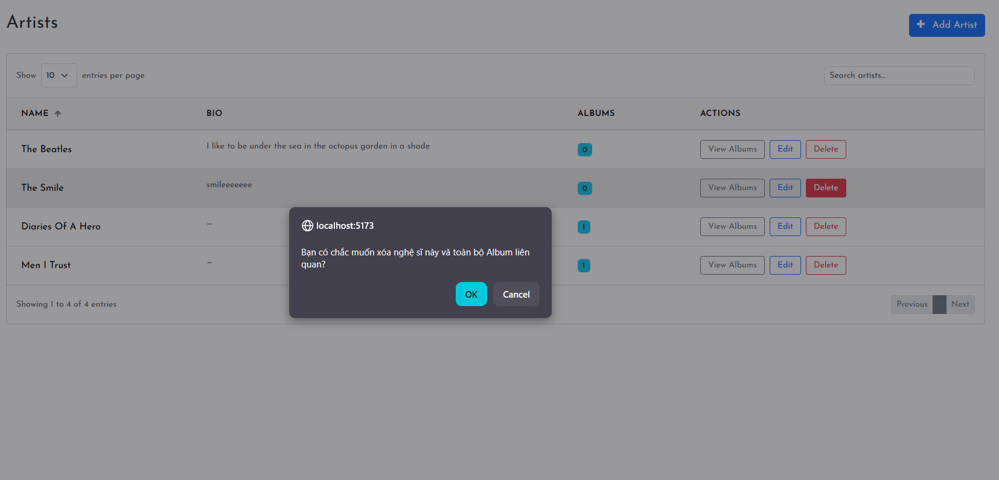 Artists
Add Artist
Show 10 entries per page
Search artists...
NAME BIO ALBUMS ACTIONS
The Beatles I like to be under the sea in the octopus garden in a shade 0 View Albums Edit Delete
The Smile smileeeeeee 0 View Albums Edit Delete
Diaries Of A Hero – 1 View Albums Edit Delete
Men I Trust – 1 View Albums Edit Delete
localhost:5173
Bạn có chắc muốn xóa nghệ sĩ này và toàn bộ Album liên
quan?
OK Cancel
Showing 1 to 4 of 4 entries Previous Next